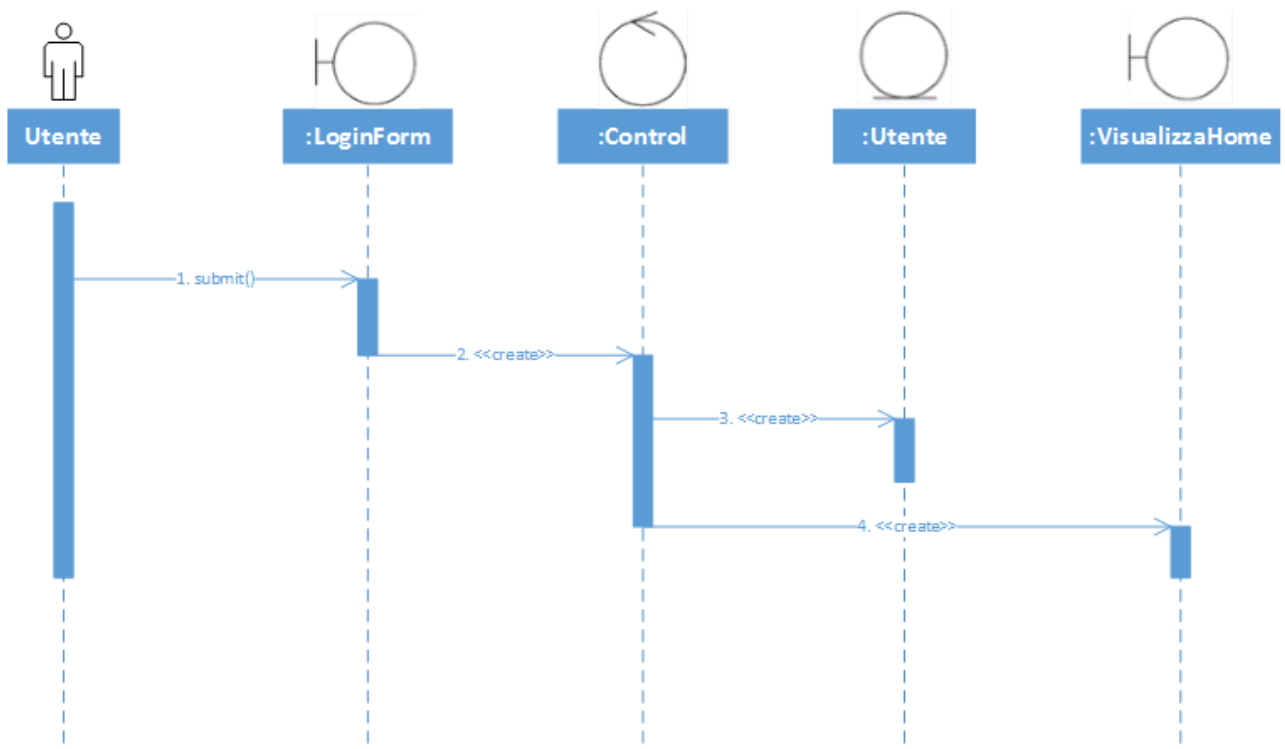 Utente
:LoginForm
:Control
:Utente
:VisualizzaHome
1. submit()
2. <<create>>
3. <<create>>
4. <<create>>